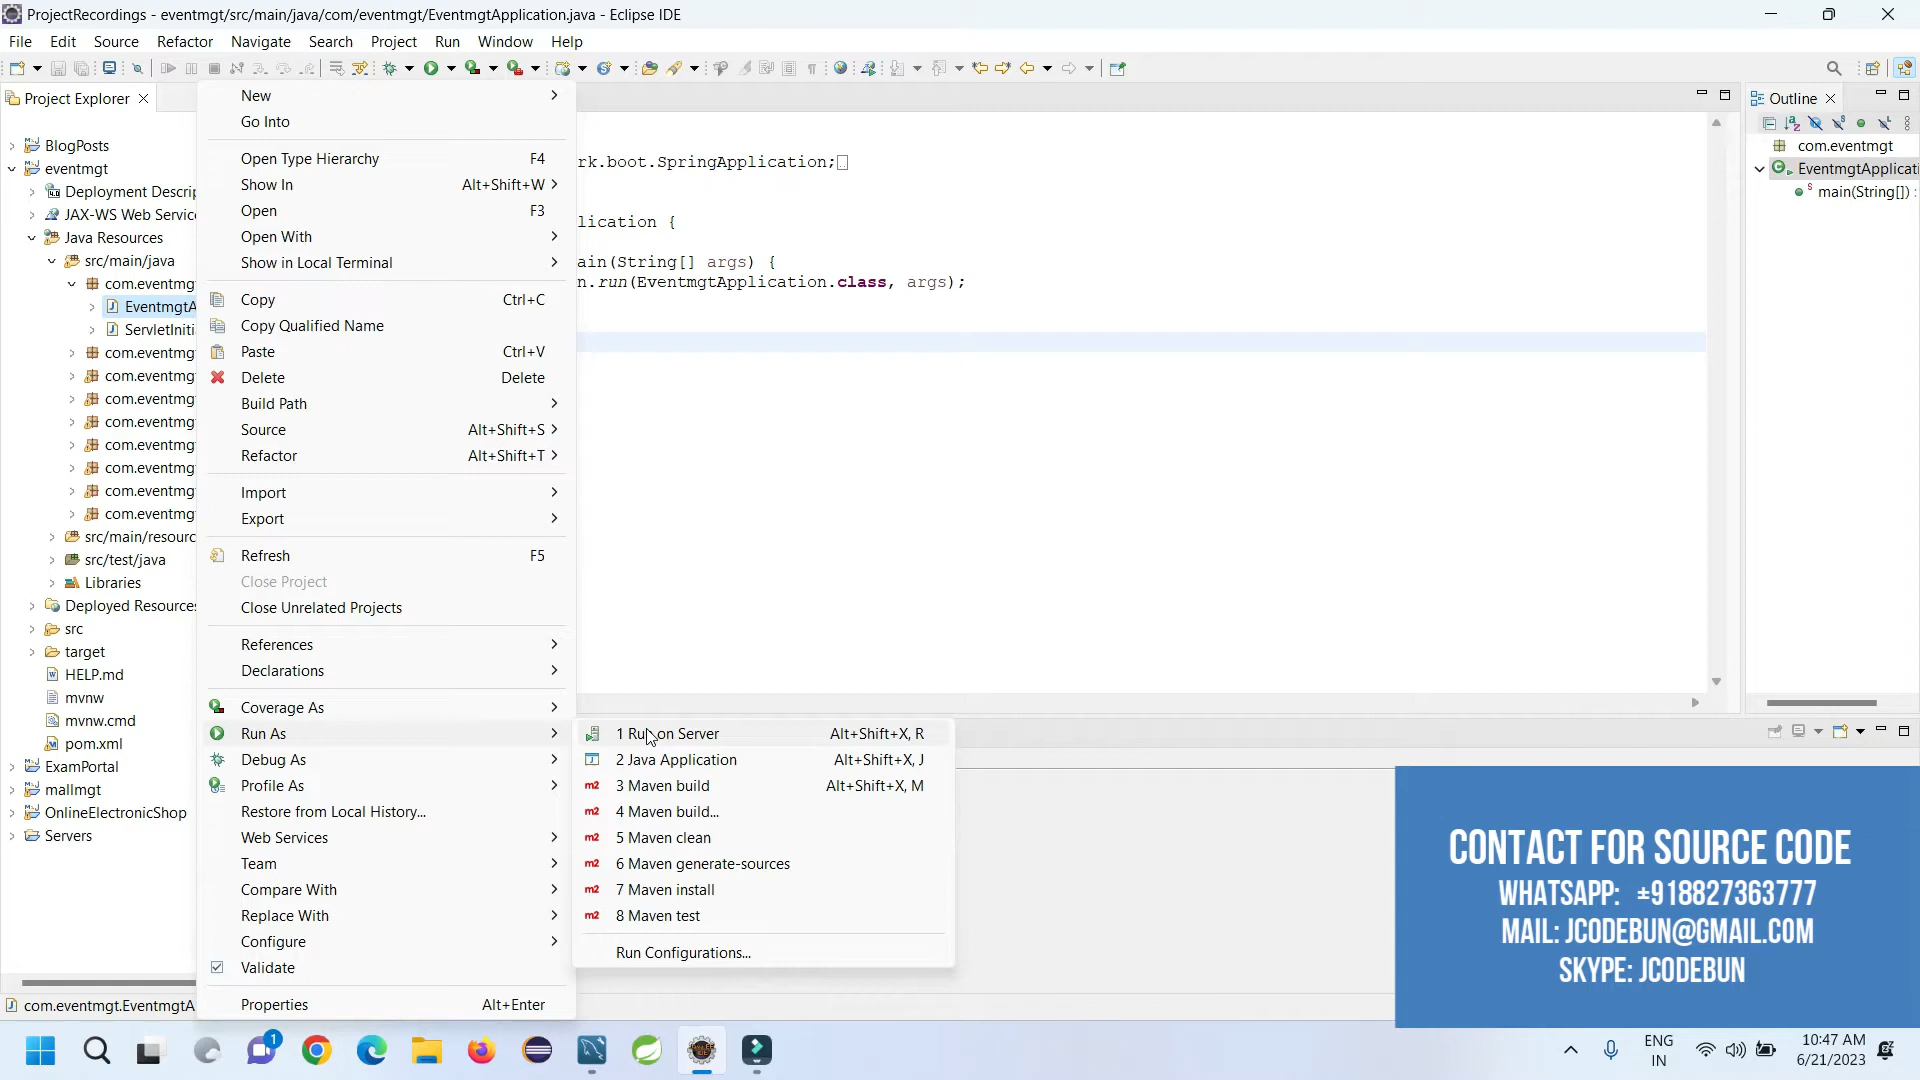 ProjectRecordings - eventmgt/src/main/java/com/eventmgt/EventmgtApplication.java - Eclipse IDE
File Edit Source Refactor Navigate Search Project Run Window Help
Project Explorer
BlogPosts
eventmgt
Deployment Descrip
JAX-WS Web Service
Java Resources
src/main/java
com.eventmg
EventmgtA
ServletIniti
com.eventmg
com.eventmg
com.eventmg
com.eventmg
com.eventmg
com.eventmg
com.eventmg
com.eventmg
src/main/resourc
src/test/java
Libraries
Deployed Resources
src
target
HELP.md
mvnw
mvnw.cmd
pom.xml
ExamPortal
mallmgt
OnlineElectronicShop
Servers
com.eventmgt.EventmgtA
New
Go Into
Open Type Hierarchy F4
Show In Alt+Shift+W
Open F3
Open With
Show in Local Terminal
Copy Ctrl+C
Copy Qualified Name
Paste Ctrl+V
Delete Delete
Build Path
Source Alt+Shift+S
Refactor Alt+Shift+T
Import
Export
Refresh F5
Close Project
Close Unrelated Projects
References
Declarations
Coverage As
Run As
Debug As
Profile As
Restore from Local History...
Web Services
Team
Compare With
Replace With
Configure
Validate
Properties Alt+Enter
1 Run on Server Alt+Shift+X, R
2 Java Application Alt+Shift+X, J
3 Maven build Alt+Shift+X, M
4 Maven build...
5 Maven clean
6 Maven generate-sources
7 Maven install
8 Maven test
Run Configurations...
rk.boot.SpringApplication;
lication {
ain(String[] args) {
n.run(EventmgtApplication.class, args);
Outline
com.eventmgt
EventmgtApplicati
main(String[]) :
CONTACT FOR SOURCE CODE
WHATSAPP: ±918827363777
MAIL: JCODEBUN@GMAIL.COM
SKYPE: JCODEBUN
1
ENG
IN
10:47 AM
6/21/2023